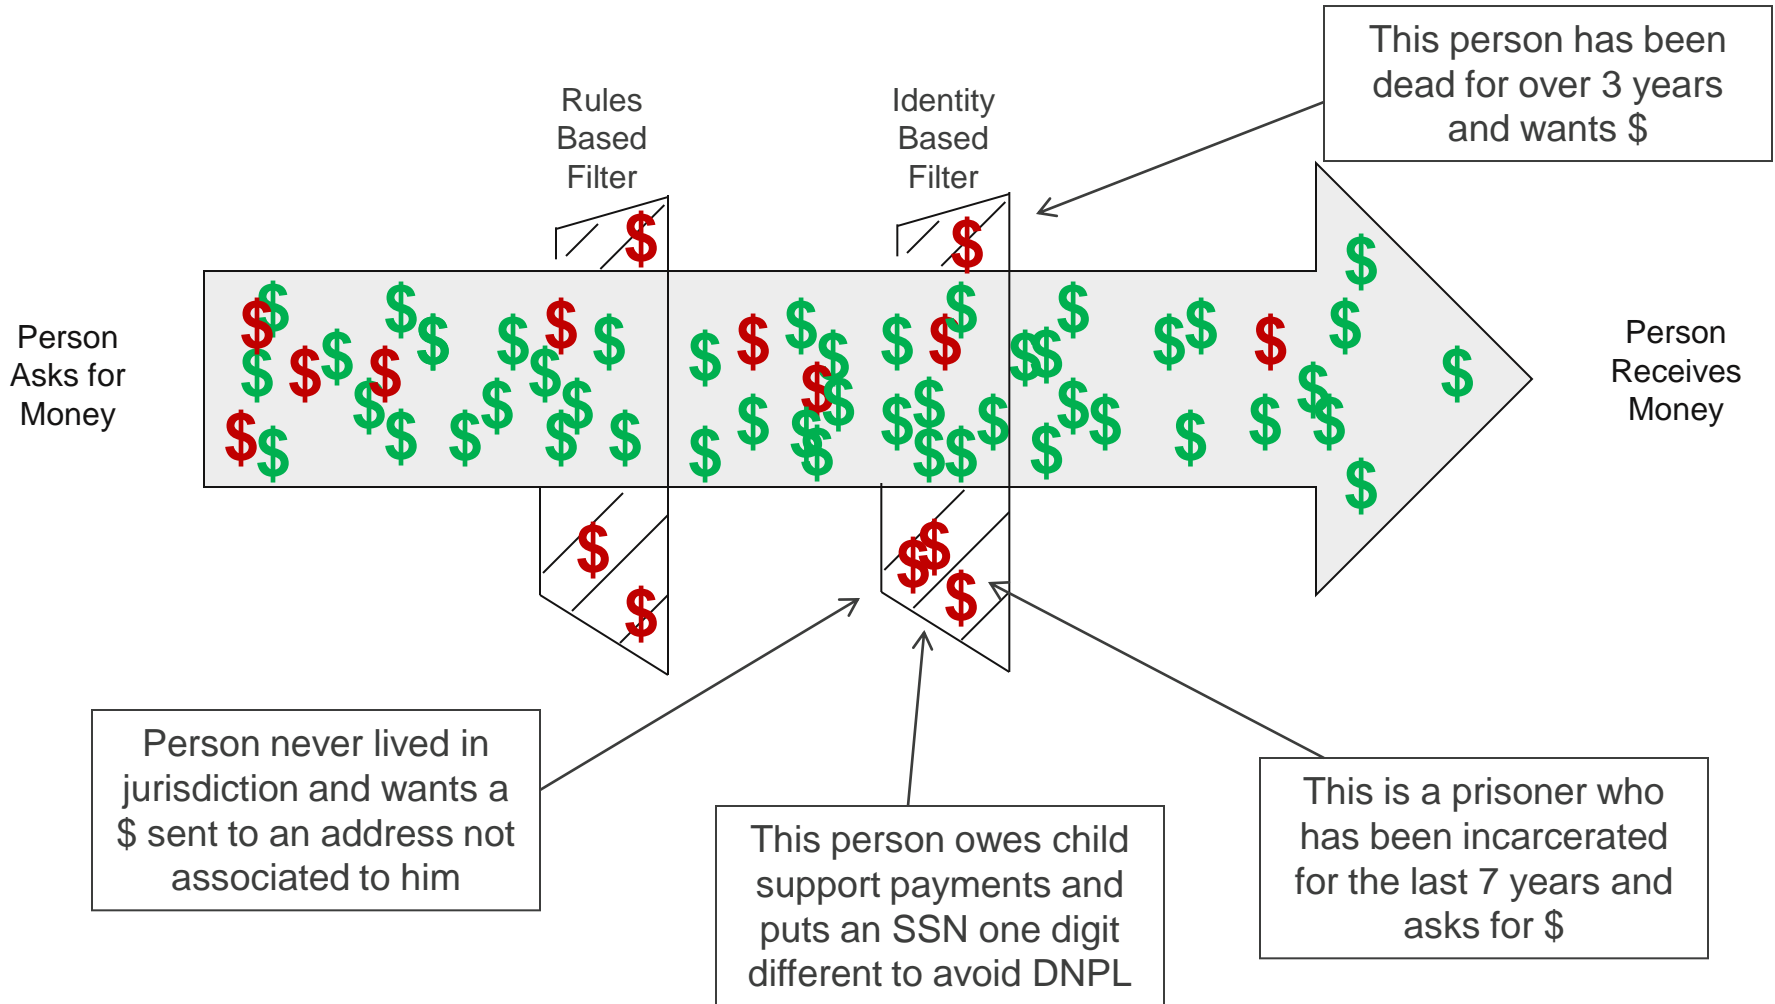 This person has been
dead for over 3 years
and wants $
Rules
Based
Filter
Identity
Based
Filter
Person
Asks for
Money
Person
Receives
Money
Person never lived in
jurisdiction and wants a
$ sent to an address not
associated to him
This person owes child
support payments and
puts an SSN one digit
different to avoid DNPL
This is a prisoner who
has been incarcerated
for the last 7 years and
asks for $